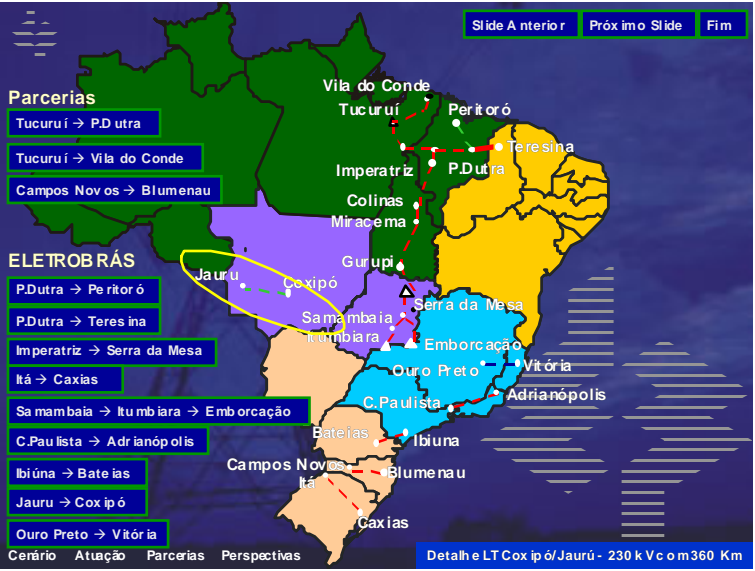 Slide Anterior
Próximo Slide
Fim
Parcerias
Tucuruí → P.Dutra
Tucuruí → Vila do Conde
Campos Novos → Blumenau
ELETROBRÁS
P.Dutra → Peritoró
P.Dutra → Teresina
Imperatriz → Serra da Mesa
Itá → Caxias
Samambaia → Itumbiara → Emborcação
C.Paulista → Adrianópolis
Ibiúna → Bateias
Jauru → Coxipó
Ouro Preto → Vitória
Vila do Conde
Tucuruí
Peritoró
Teresina
Imperatriz
P.Dutra
Colinas
Miracema
Gurupi
Jauru
Coxipó
Serra da Mesa
Samambaia
Itumbiara
Emborcação
Ouro Preto
Vitória
C.Paulista
Adrianópolis
Bateias
Ibiuna
Campos Novos
Blumenau
Itá
Caxias
Cenário Atuação Parcerias Perspectivas
Detalhe LT Coxipó/Jaurú - 230 kV com 360 Km